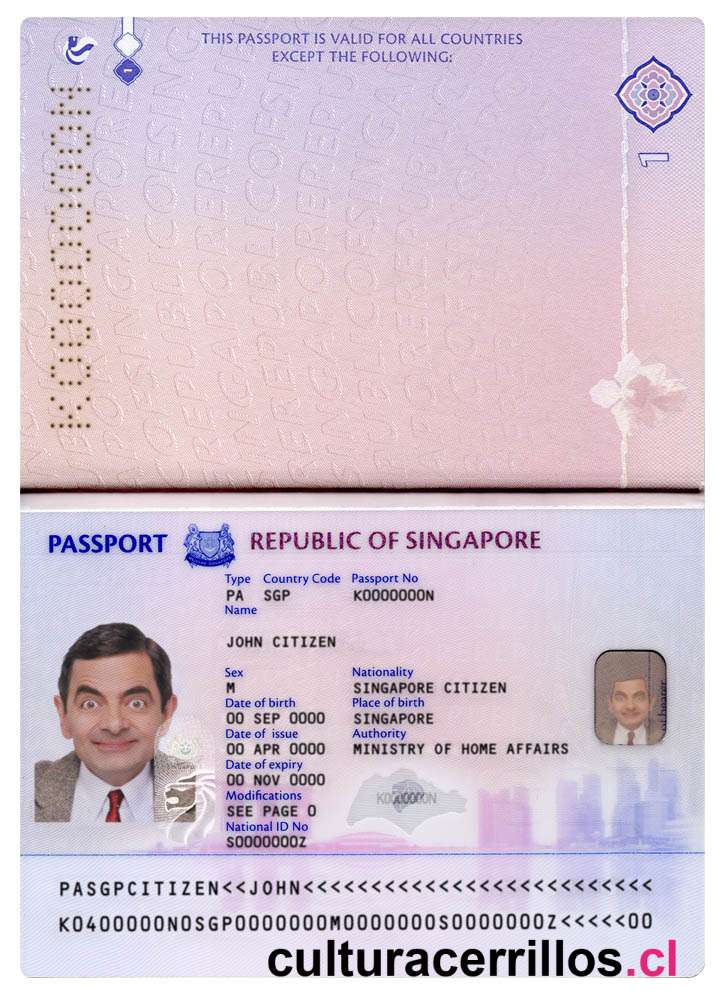 THIS PASSPORT IS VALID FOR ALL COUNTRIES
EXCEPT THE FOLLOWING:
1
1
K0000000N
PASSPORT REPUBLIC OF SINGAPORE
Type Country Code Passport No
PA SGP K0000000N
Name
JOHN CITIZEN
Sex Nationality
M SINGAPORE CITIZEN
Date of birth Place of birth
00 SEP 0000 SINGAPORE
Date of issue Authority
00 APR 0000 MINISTRY OF HOME AFFAIRS
Date of expiry
00 NOV 0000
Modifications
SEE PAGE 0
K0000000N
National ID No
S0000000Z
PASGPCITIZEN<<JOHN<<<<<<<<<<<<<<<<<<<<<<<<<<
K0400000N0SGP0000000M0000000S0000000Z<<<<<00
culturacerrillos.cl